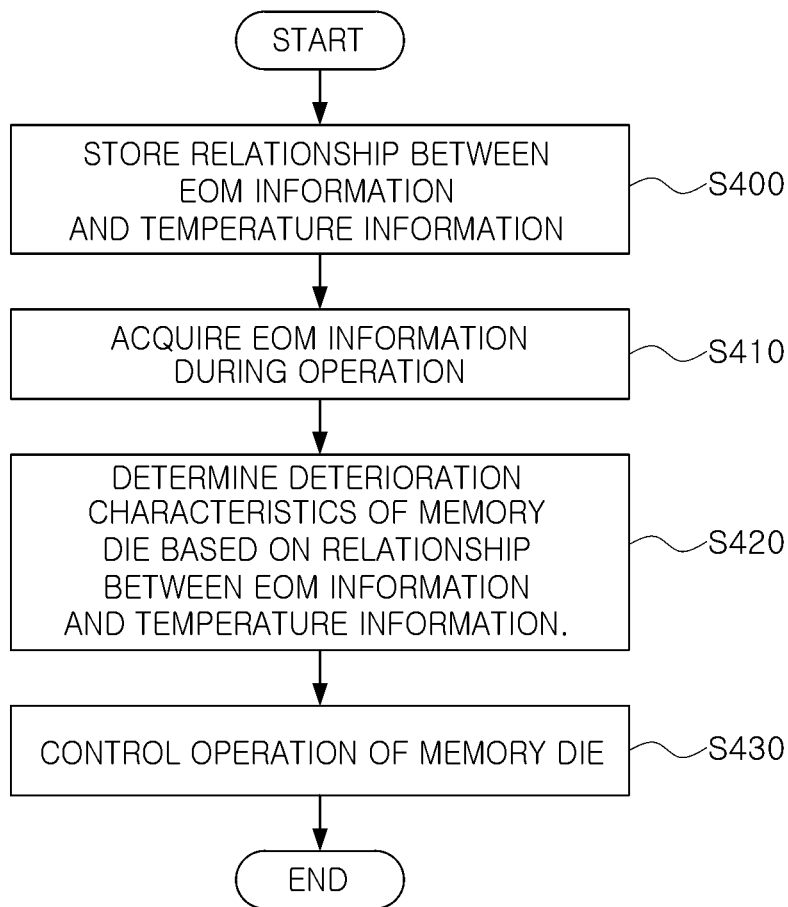 START
STORE RELATIONSHIP BETWEEN
EOM INFORMATION
AND TEMPERATURE INFORMATION
S400
ACQUIRE EOM INFORMATION
DURING OPERATION
S410
DETERMINE DETERIORATION
CHARACTERISTICS OF MEMORY
DIE BASED ON RELATIONSHIP
BETWEEN EOM INFORMATION
AND TEMPERATURE INFORMATION.
S420
CONTROL OPERATION OF MEMORY DIE
S430
END